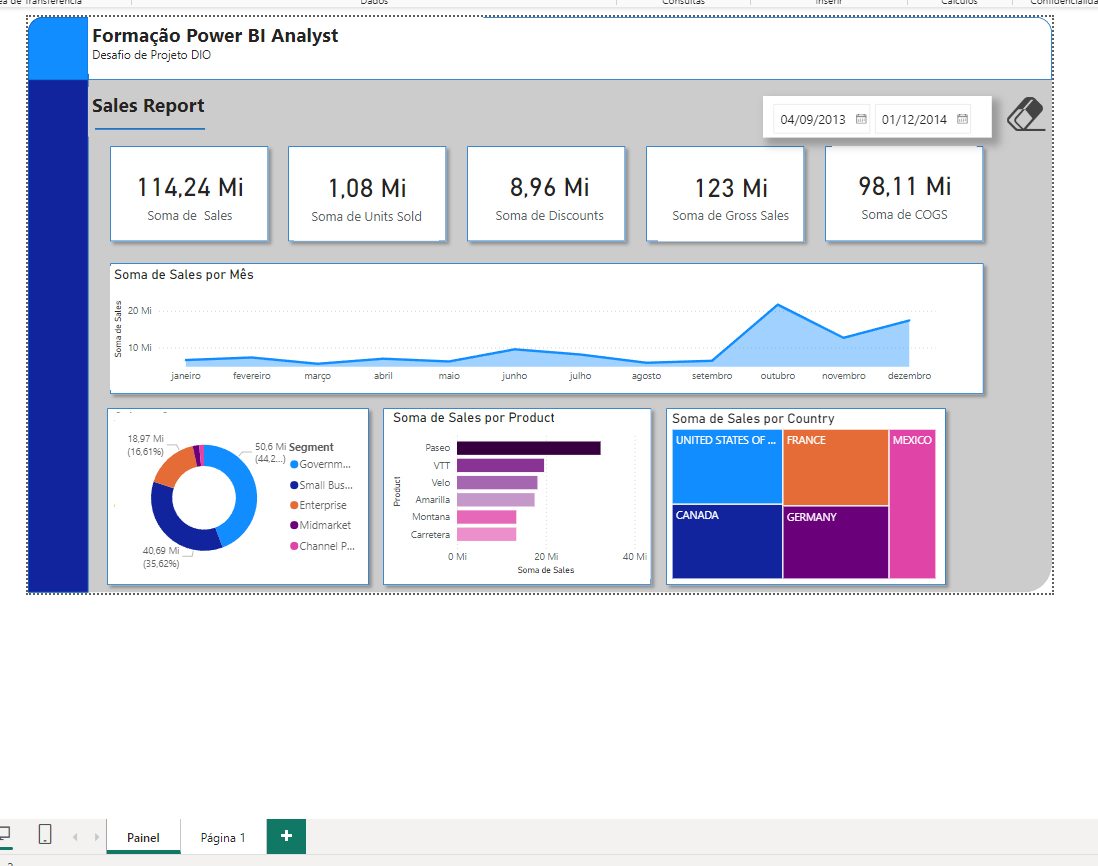 Dados
Consultas
Inserir
Cálculos
Formação Power BI Analyst
Desafio de Projeto DIO
Sales Report
04/09/2013
01/12/2014
114,24 Mi
Soma de  Sales
1,08 Mi
Soma de Units Sold
8,96 Mi
Soma de Discounts
123 Mi
Soma de Gross Sales
98,11 Mi
Soma de COGS
Soma de Sales por Mês
Soma de Sales
20 Mi
10 Mi
janeiro fevereiro março abril maio junho julho agosto setembro outubro novembro dezembro
18,97 Mi
(16,61%)
50,6 Mi
(44,2...)
40,69 Mi
(35,62%)
Segment
Governm...
Small Bus...
Enterprise
Midmarket
Channel P...
Soma de Sales por Product
Product
Paseo
VTT
Velo
Amarilla
Montana
Carretera
0 Mi 20 Mi 40 Mi
Soma de Sales
Soma de Sales por Country
UNITED STATES OF ...
FRANCE
MEXICO
CANADA
GERMANY
Painel
Página 1
+